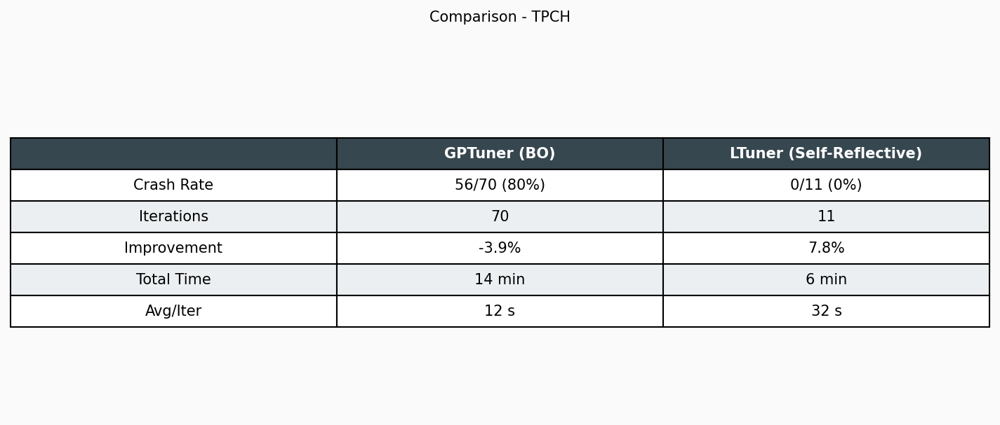 Comparison - TPCH
GPTuner (BO) LTuner (Self-Reflective)
Crash Rate 56/70 (80%) 0/11 (0%)
Iterations 70 11
Improvement -3.9% 7.8%
Total Time 14 min 6 min
Avg/Iter 12 s 32 s